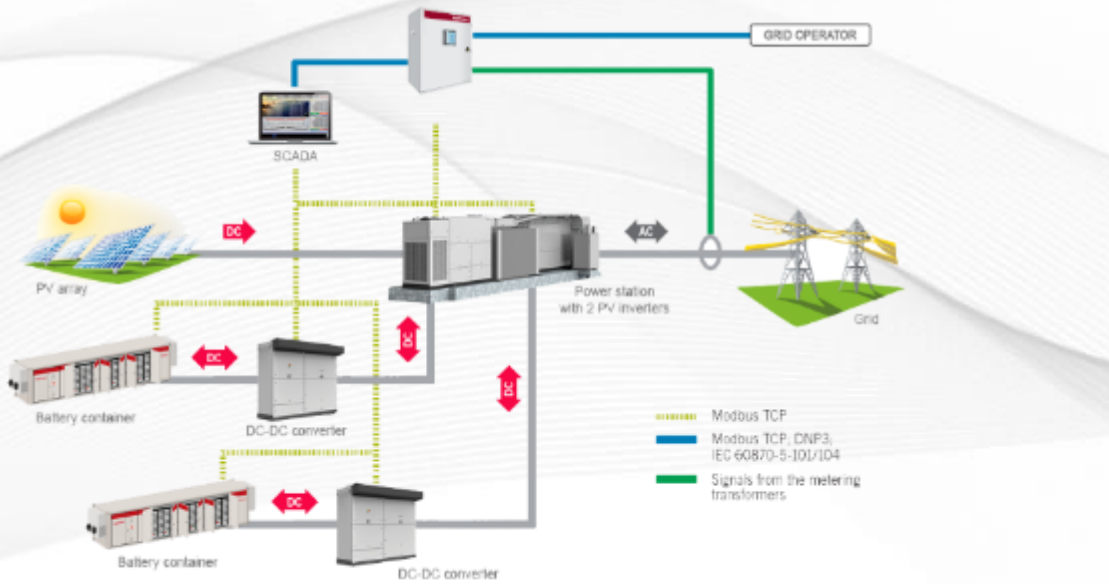 GRID OPERATOR
SCADA
DC
AC
PV array
Power station
with 2 PV inverters
Grid
DC
DC
DC
Battery container
DC-DC converter
Modbus TCP
Modbus TCP; DNP3;
IEC 60870-5-101/104
Signals from the metering
transformers
DC
Battery container
DC-DC converter